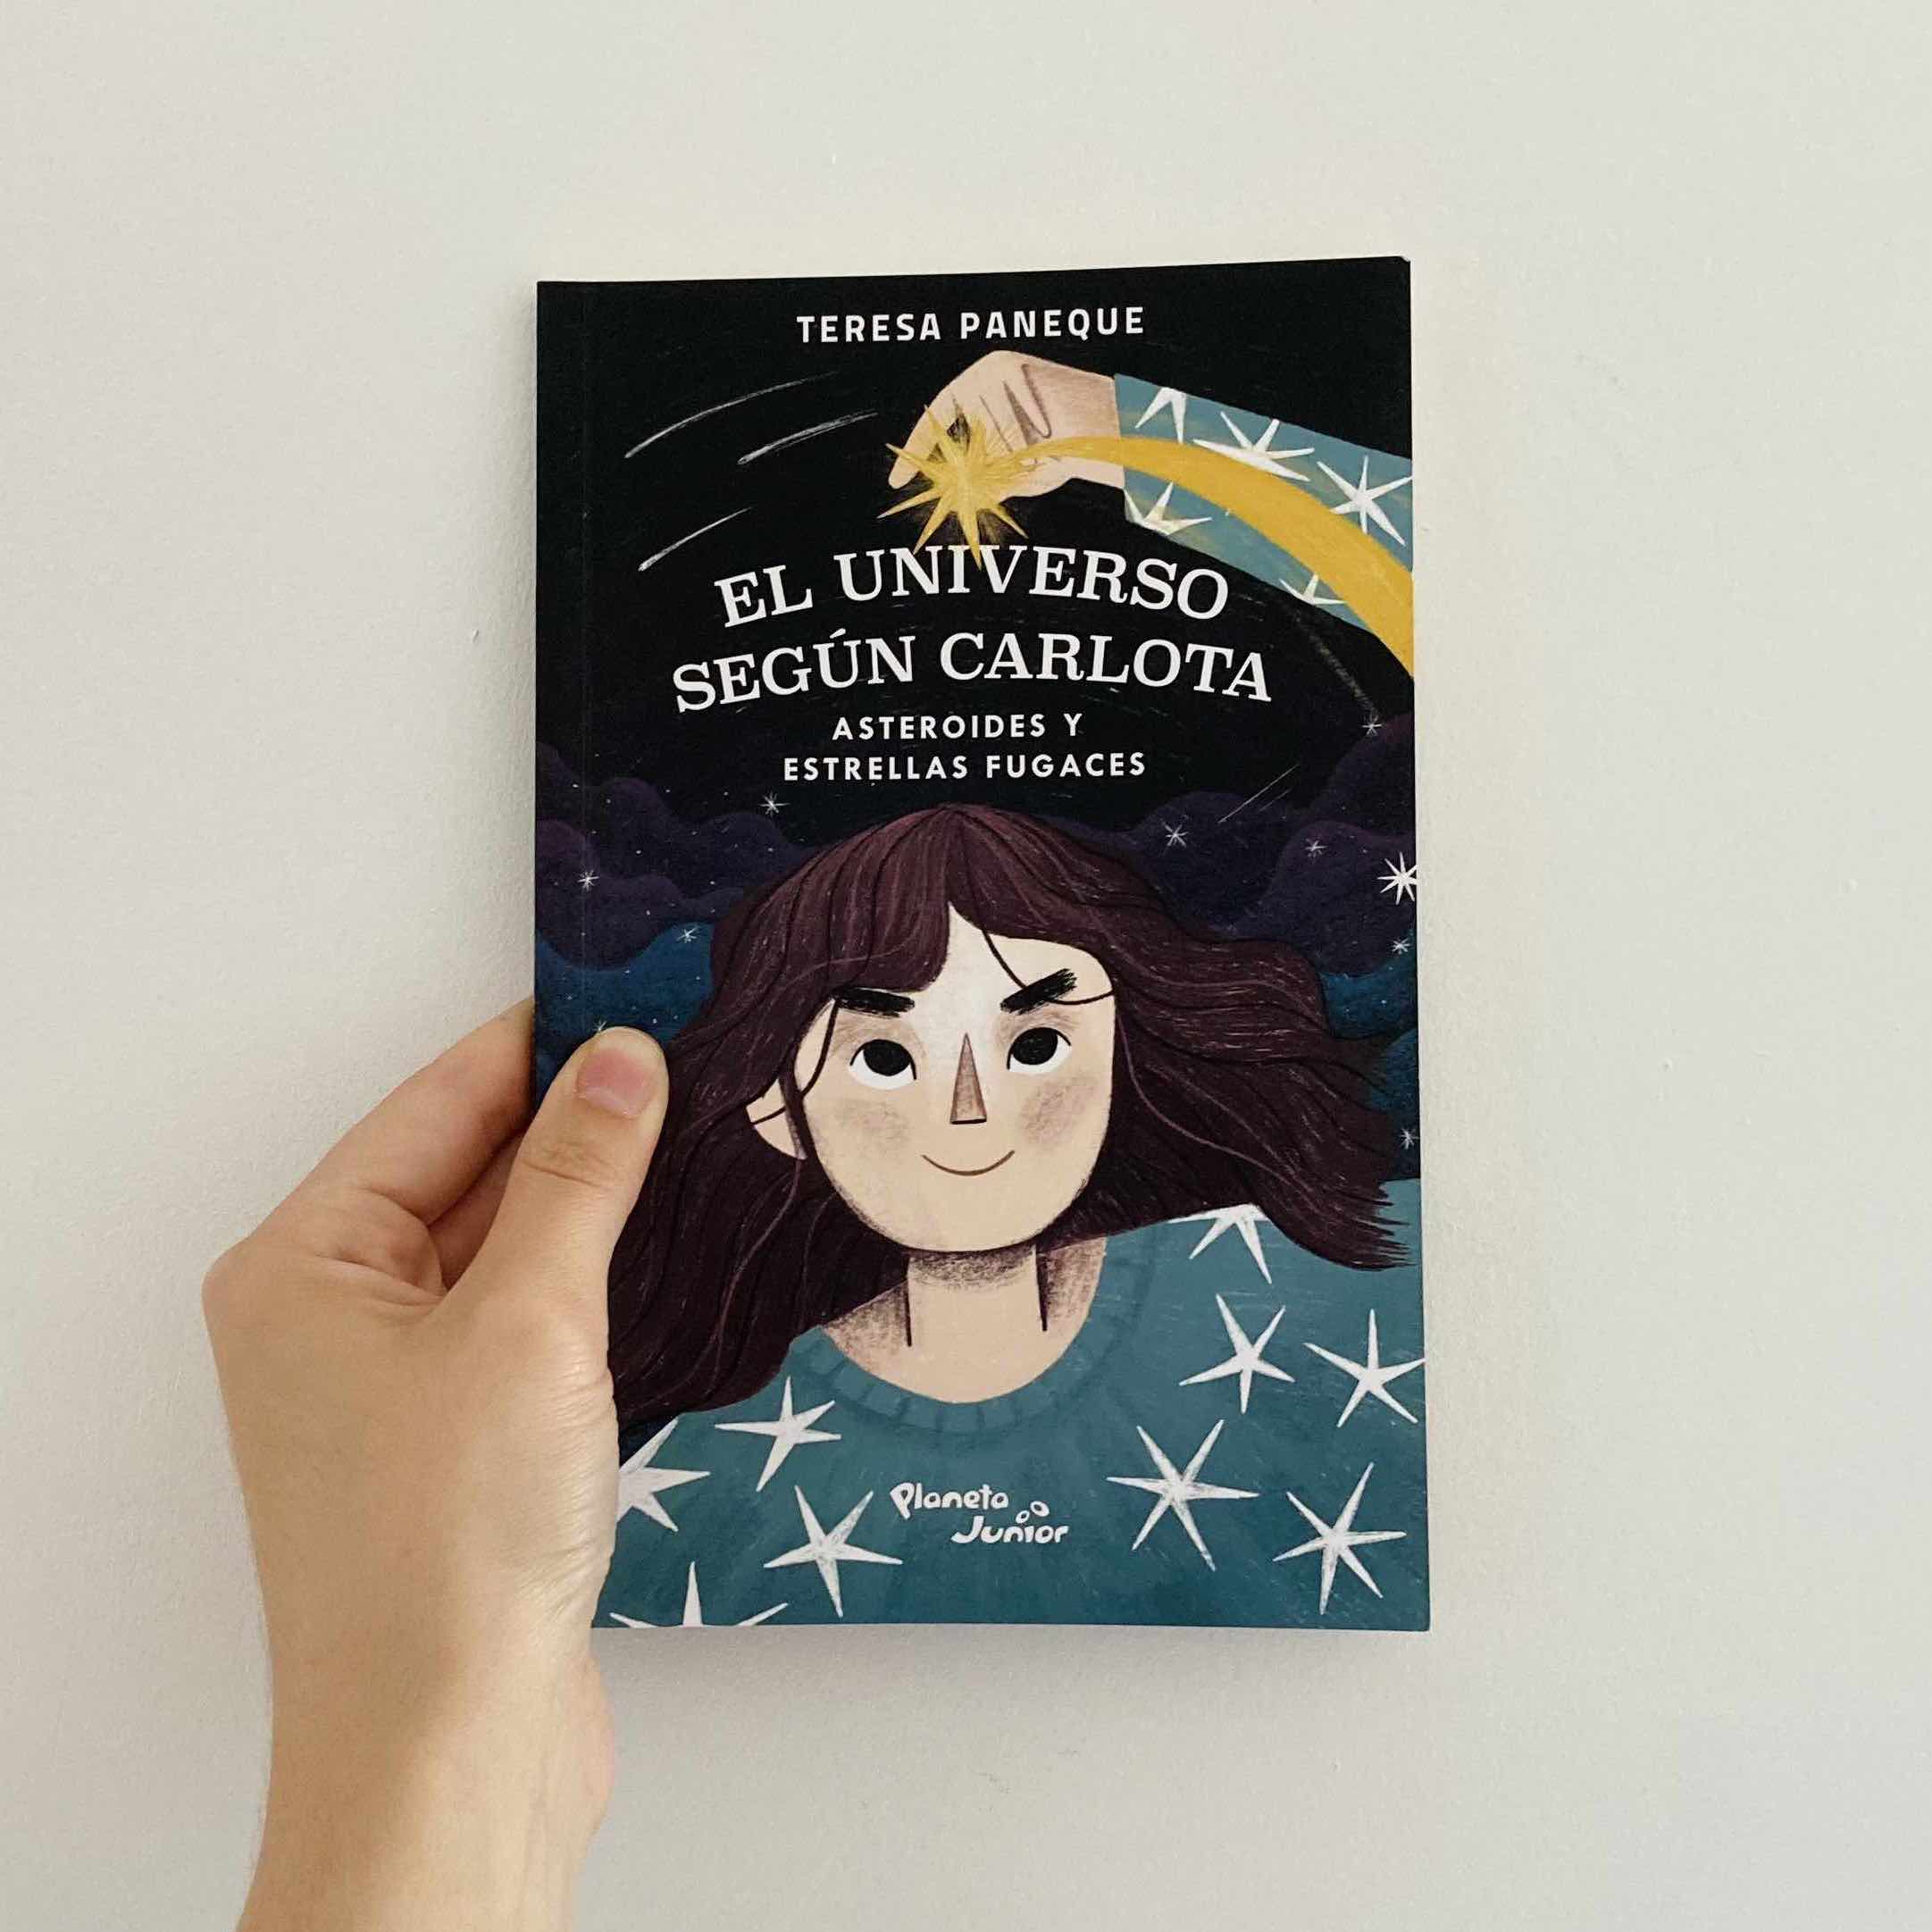 TERESA PANEQUE
EL UNIVERSO
SEGÚN CARLOTA
ASTEROIDES Y
ESTRELLAS FUGACES
Planeta
Junior